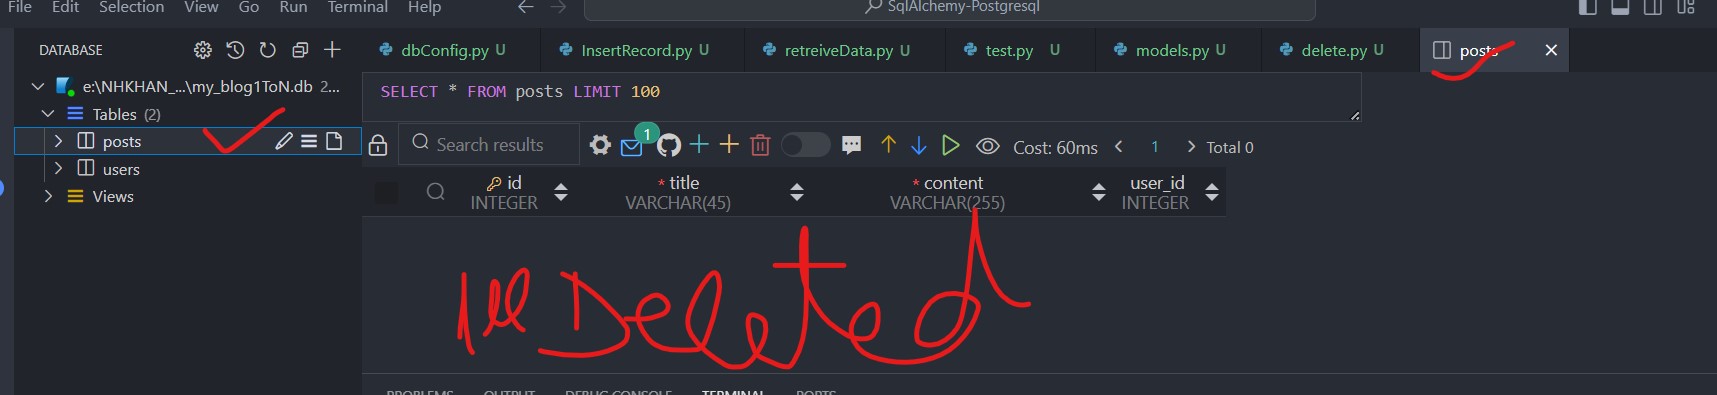 File Edit Selection View Go Run Terminal Help SqlAlchemy-Postgresql
DATABASE dbConfig.py U InsertRecord.py U retreiveData.py U test.py U models.py U delete.py U posts
e:\NHKHAN_...\my_blog1ToN.db 2...
SELECT * FROM posts LIMIT 100
Tables (2)
posts
users
Views
Search results 1 Cost: 60ms 1 Total 0
id * title * content user_id
INTEGER VARCHAR(45) VARCHAR(255) INTEGER
Deleted
PROBLEMS OUTPUT DEBUG CONSOLE TERMINAL PORTS